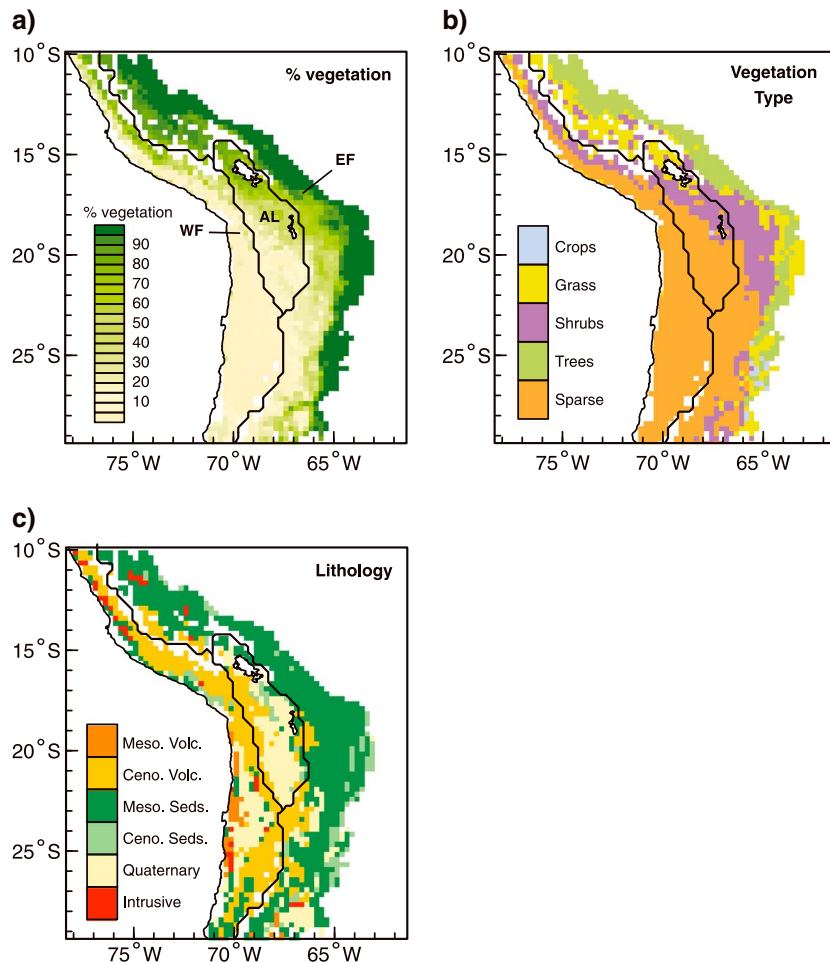 a)
% vegetation
10°S
15°S
20°S
25°S
EF
AL
WF
% vegetation
90
80
70
60
50
40
30
20
10
75°W
70°W
65°W
b)
Vegetation
Type
10°S
15°S
20°S
25°S
Crops
Grass
Shrubs
Trees
Sparse
75°W
70°W
65°W
c)
Lithology
10°S
15°S
20°S
25°S
Meso. Volc.
Ceno. Volc.
Meso. Seds.
Ceno. Seds.
Quaternary
Intrusive
75°W
70°W
65°W